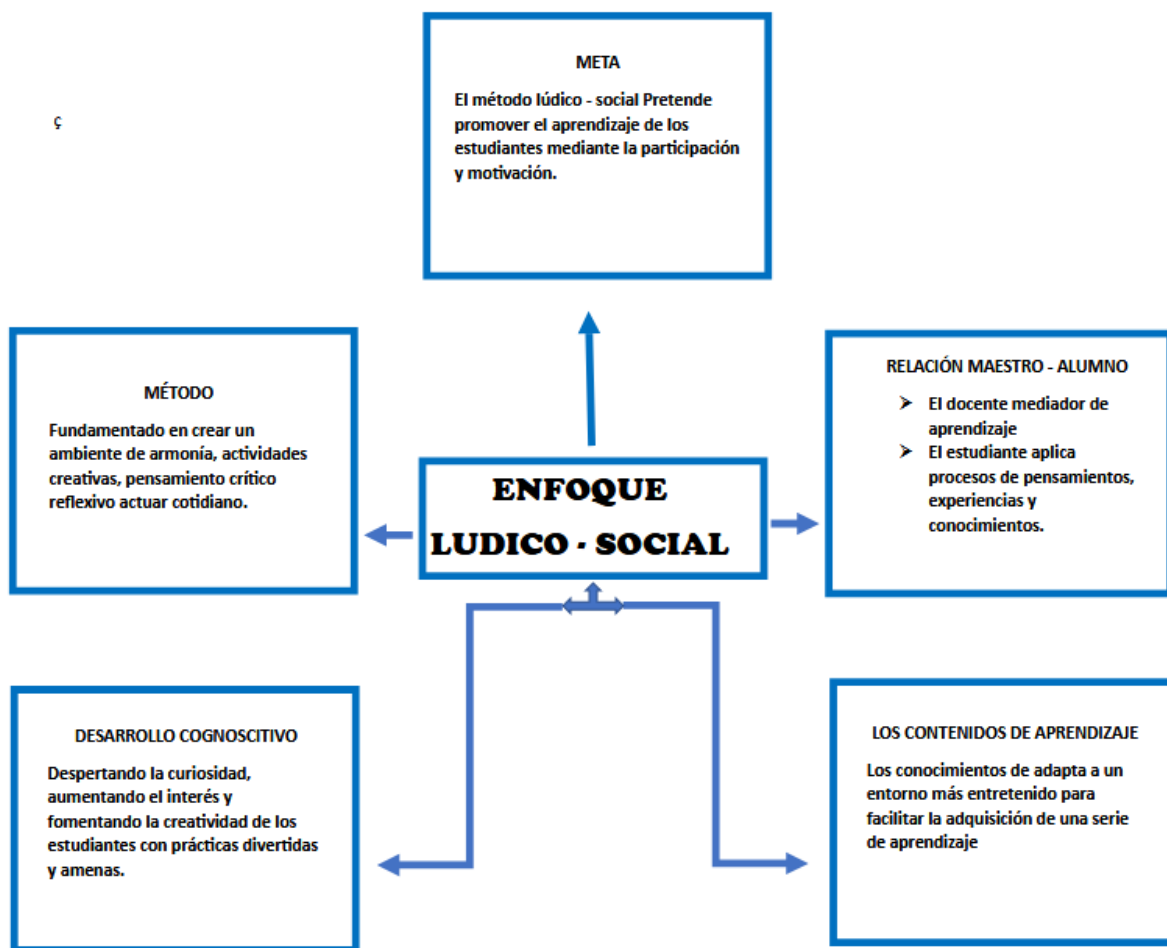 META
El método lúdico - social Pretende
promover el aprendizaje de los
estudiantes mediante la participación
y motivación.
ç
MÉTODO
Fundamentado en crear un
ambiente de armonía, actividades
creativas, pensamiento crítico
reflexivo actuar cotidiano.
ENFOQUE
LUDICO - SOCIAL
RELACIÓN MAESTRO - ALUMNO
➤ El docente mediador de
aprendizaje
➤ El estudiante aplica
procesos de pensamientos,
experiencias y
conocimientos.
DESARROLLO COGNOSCITIVO
Despertando la curiosidad,
aumentando el interés y
fomentando la creatividad de los
estudiantes con prácticas divertidas
y amenas.
LOS CONTENIDOS DE APRENDIZAJE
Los conocimientos de adapta a un
entorno más entretenido para
facilitar la adquisición de una serie
de aprendizaje